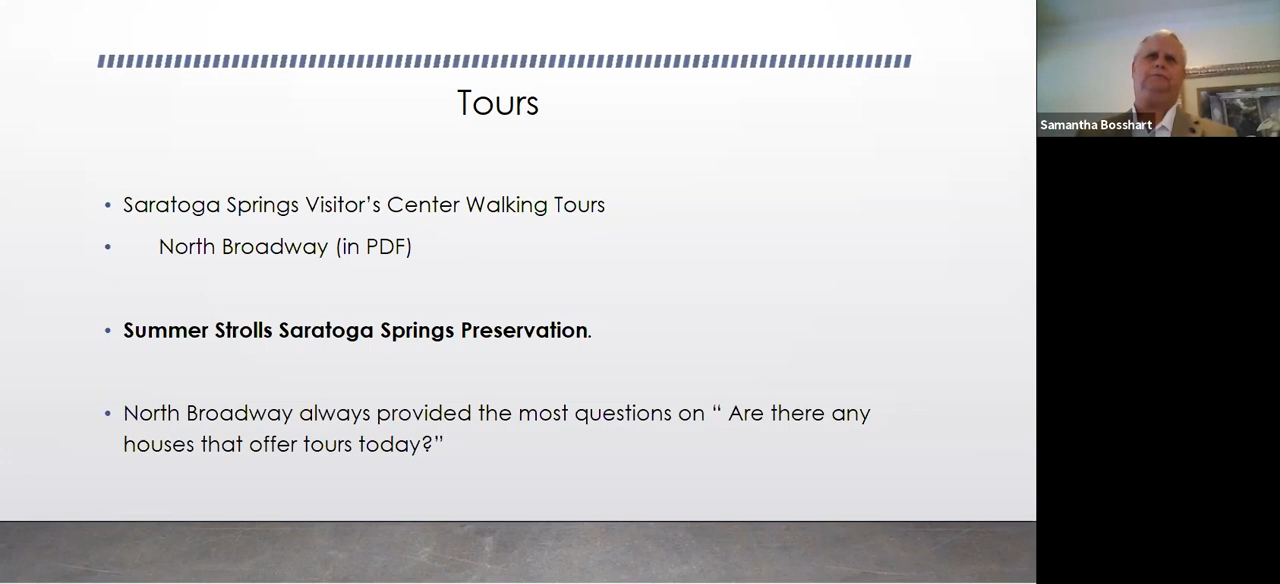 Tours
• Saratoga Springs Visitor’s Center Walking Tours
• North Broadway (in PDF)
• Summer Strolls Saratoga Springs Preservation.
• North Broadway always provided the most questions on “ Are there any
houses that offer tours today?”
Samantha Bosshart